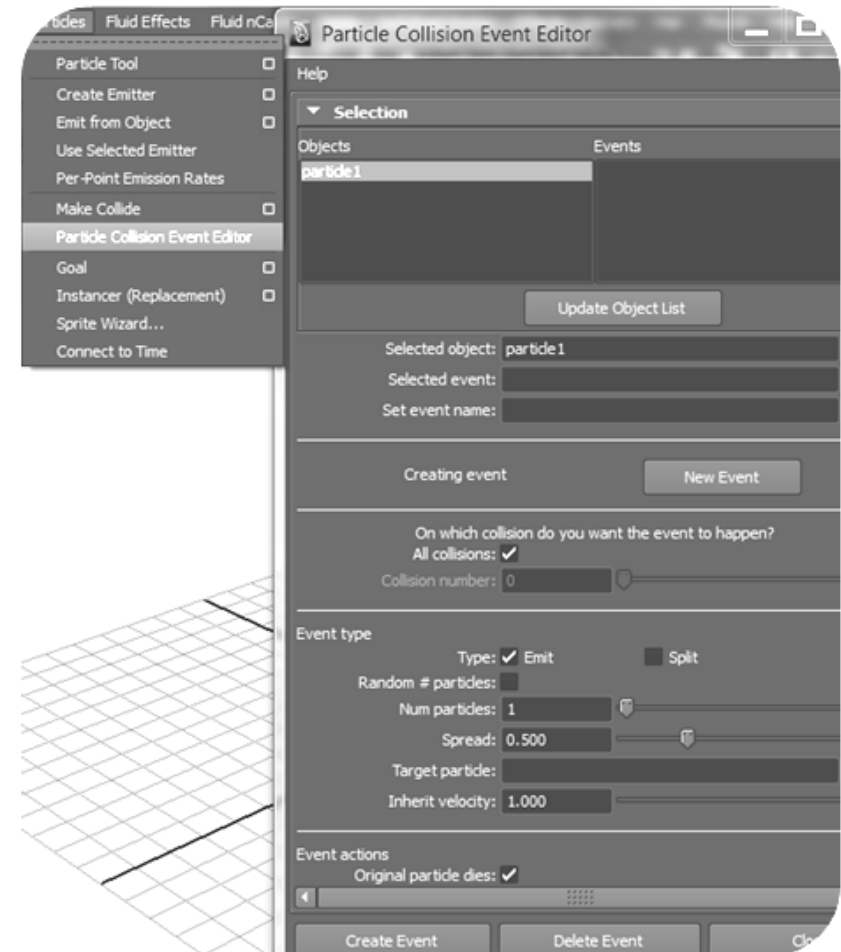 Fluid Effects
Particle Collision Event Editor
Particle Tool
Create Emitter
Emit from Object
Use Selected Emitter
Per-Point Emission Rates
Make Collide
Particle Collision Event Editor
Goal
Instancer (Replacement)
Sprite Wizard...
Connect to Time
Help
Selection
Objects Events
particle1
Update Object List
Selected object: particle1
Selected event:
Set event name:
Creating event New Event
On which collision do you want the event to happen?
All collisions:
Collision number: 0
Event type
Type: Emit Split
Random # particles:
Num particles: 1
Spread: 0.500
Target particle:
Inherit velocity: 1.000
Event actions
Original particle dies:
Create Event Delete Event